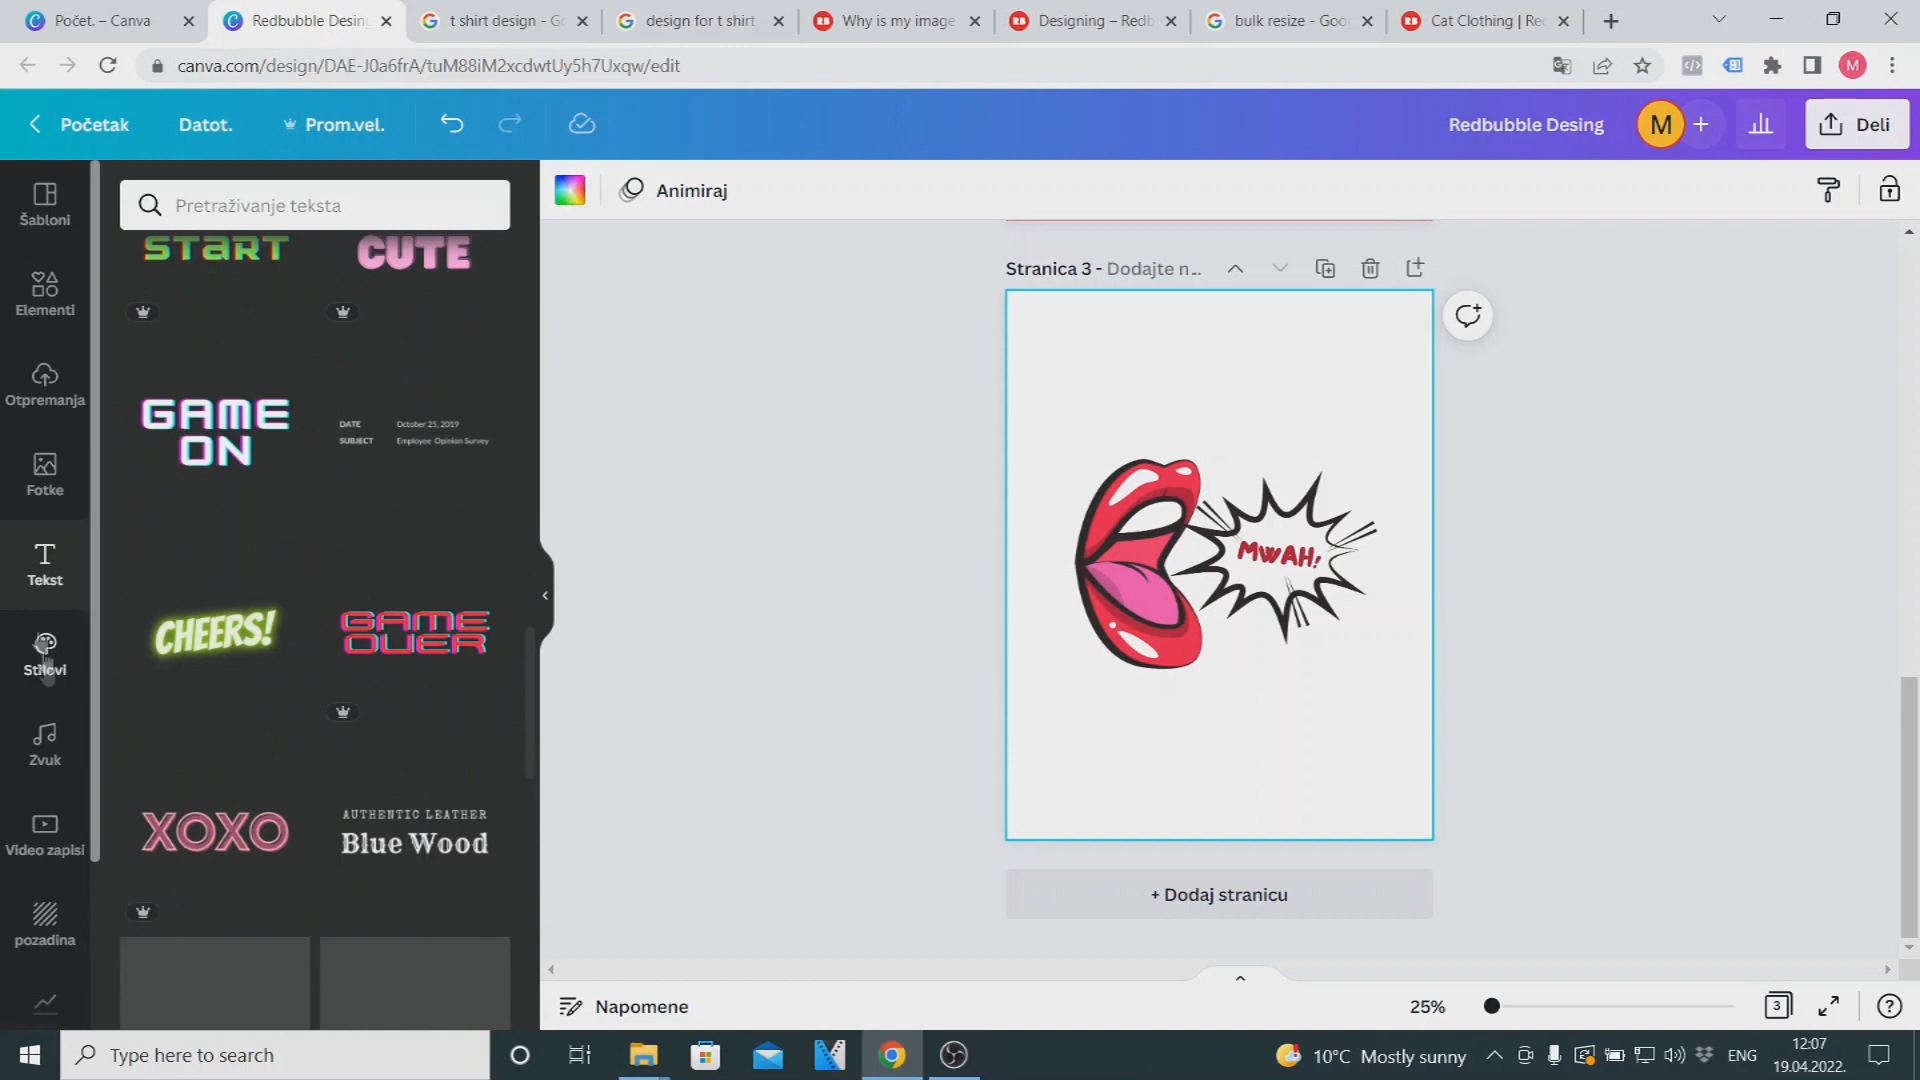 Počet. – Canva
Redbubble Desing
t shirt design - Go
design for t shirt
Why is my image
Designing – Redb
bulk resize - Goo
Cat Clothing | Re
canva.com/design/DAE-J0a6frA/tuM88iM2xcdwtUy5h7Uxqw/edit
M
Početak
Datot.
Prom.vel.
Redbubble Desing
M
+
Deli
Šabloni
Elementi
Otpremanja
Fotke
Tekst
Stilovi
Zvuk
Video zapisi
pozadina
Pretraživanje teksta
START
CUTE
GAME
ON
DATE October 25, 2019
SUBJECT Employee Opinion Survey
CHEERS!
GAME
OVER
XOXO
AUTHENTIC LEATHER
Blue Wood
Animiraj
Stranica 3 - Dodajte n...
MWAH!
+ Dodaj stranicu
Napomene
25%
3
Type here to search
10°C Mostly sunny
ENG
12:07
19.04.2022.